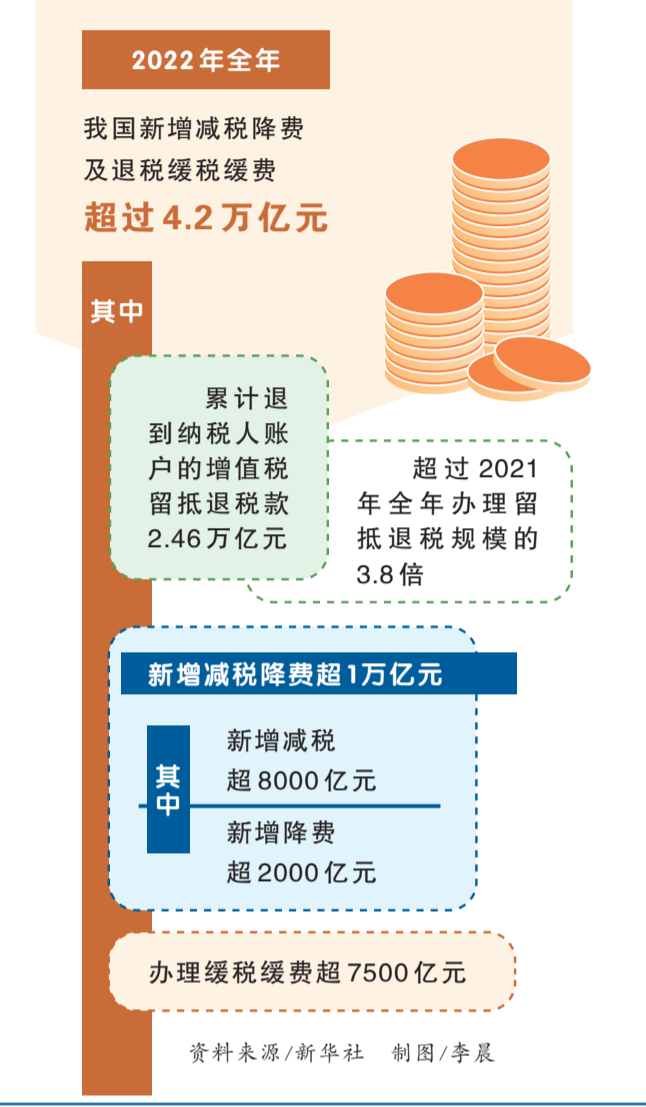 2022年全年
我国新增减税降费
及退税缓税缓费
超过4.2万亿元
其中
累计退
到纳税人账
户的增值税
留抵退税款
2.46万亿元
超过2021
年全年办理留
抵退税规模的
3.8倍
新增减税降费超1万亿元
其中
新增减税
超8000亿元
新增降费
超2000亿元
办理缓税缓费超7500亿元
资料来源/新华社 制图/李晨